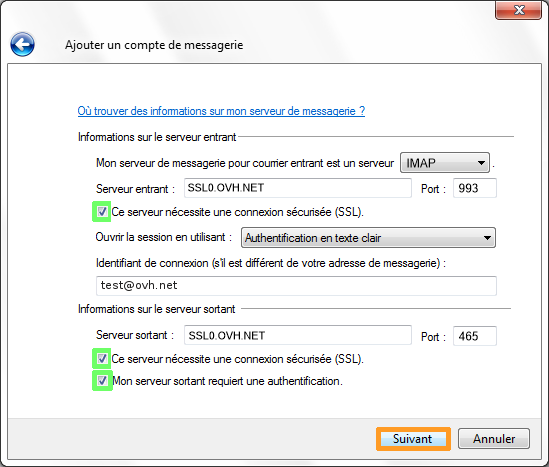 Ajouter un compte de messagerie
Où trouver des informations sur mon serveur de messagerie ?
Informations sur le serveur entrant
Mon serveur de messagerie pour courrier entrant est un serveur IMAP .
Serveur entrant : SSL0.OVH.NET Port : 993
Ce serveur nécessite une connexion sécurisée (SSL).
Ouvrir la session en utilisant : Authentification en texte clair
Identifiant de connexion (s'il est différent de votre adresse de messagerie) :
test@ovh.net
Informations sur le serveur sortant
Serveur sortant : SSL0.OVH.NET Port : 465
Ce serveur nécessite une connexion sécurisée (SSL).
Mon serveur sortant requiert une authentification.
Suivant Annuler